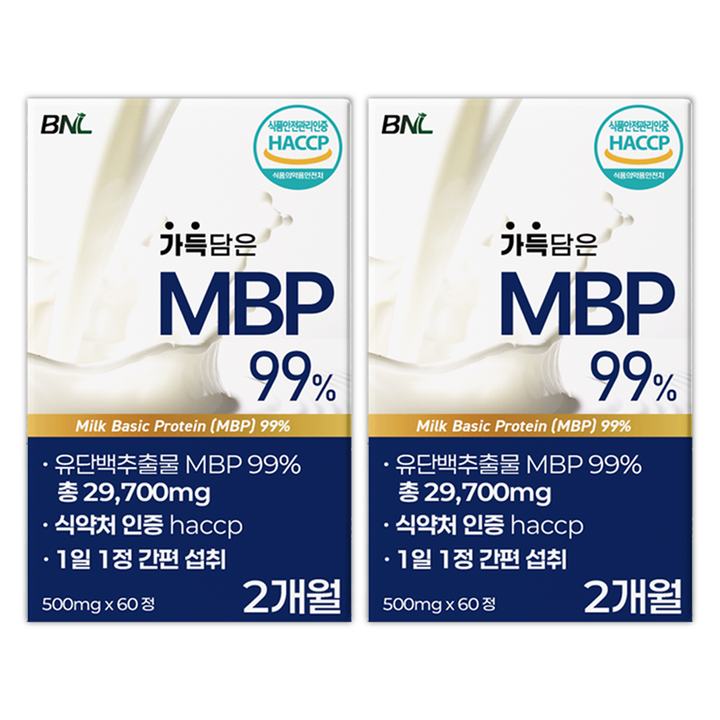 BNL
식품안전관리인증
HACCP
식품의약품안전처
가득담은
MBP
99%
Milk Basic Protein (MBP) 99%
· 유단백추출물 MBP 99%
총 29,700mg
· 식약처 인증 haccp
· 1일 1정 간편 섭취
500mg x 60 정
2개월
BNL
식품안전관리인증
HACCP
식품의약품안전처
가득담은
MBP
99%
Milk Basic Protein (MBP) 99%
· 유단백추출물 MBP 99%
총 29,700mg
· 식약처 인증 haccp
· 1일 1정 간편 섭취
500mg x 60 정
2개월